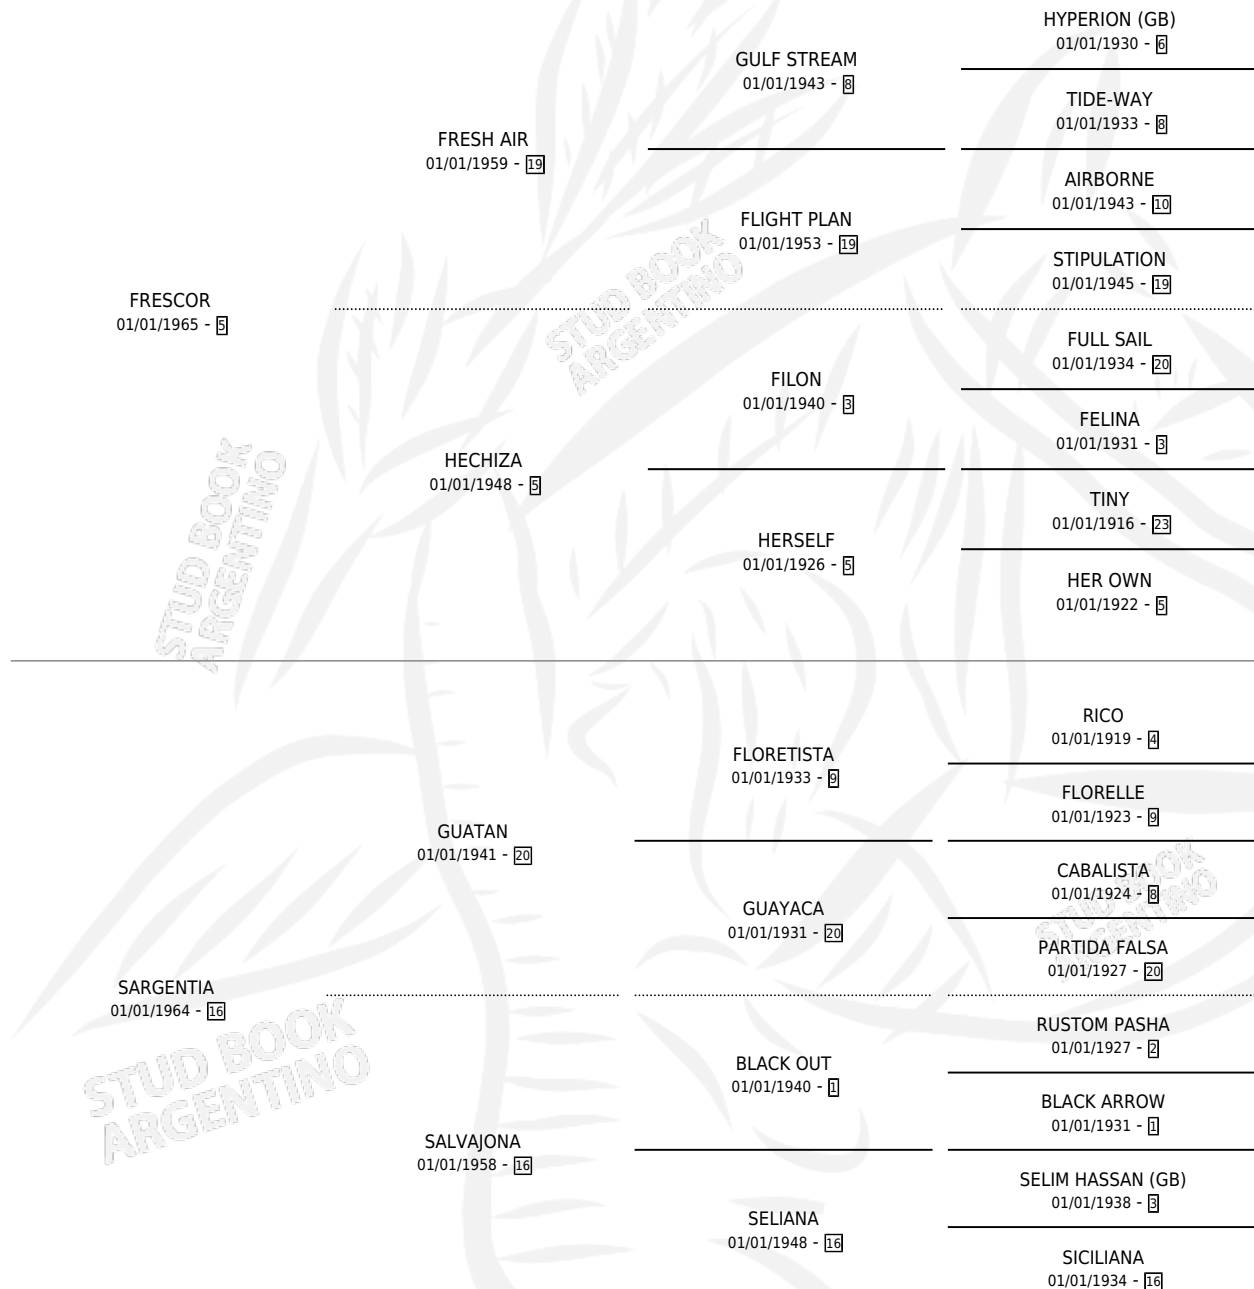 HYPERION (GB)
01/01/1930 - 6
GULF STREAM
01/01/1943 - 8
TIDE-WAY
01/01/1933 - 8
FRESH AIR
01/01/1959 - 19
AIRBORNE
01/01/1943 - 10
FLIGHT PLAN
01/01/1953 - 19
STIPULATION
01/01/1945 - 19
FRESCOR
01/01/1965 - 5
FULL SAIL
01/01/1934 - 20
FILON
01/01/1940 - 3
FELINA
01/01/1931 - 3
HECHIZA
01/01/1948 - 5
TINY
01/01/1916 - 23
HERSELF
01/01/1926 - 5
HER OWN
01/01/1922 - 5
RICO
01/01/1919 - 4
FLORETISTA
01/01/1933 - 9
FLORELLE
01/01/1923 - 9
GUATAN
01/01/1941 - 20
CABALISTA
01/01/1924 - 8
GUAYACA
01/01/1931 - 20
PARTIDA FALSA
01/01/1927 - 20
SARGENTIA
01/01/1964 - 16
RUSTOM PASHA
01/01/1927 - 2
BLACK OUT
01/01/1940 - 1
BLACK ARROW
01/01/1931 - 1
SALVAJONA
01/01/1958 - 16
SELIM HASSAN (GB)
01/01/1938 - 3
SELIANA
01/01/1948 - 16
SICILIANA
01/01/1934 - 16
STUD BOOK
ARGENTINO
STUD BOOK
ARGENTINO
STUD BOOK
ARGENTINO
STUD BOOK
ARGENTINO